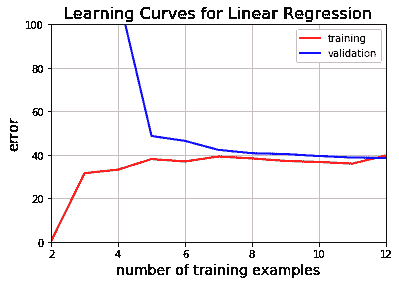 Learning Curves for Linear Regression
training
validation
error
100
80
60
40
20
0
2
4
6
8
10
12
number of training examples